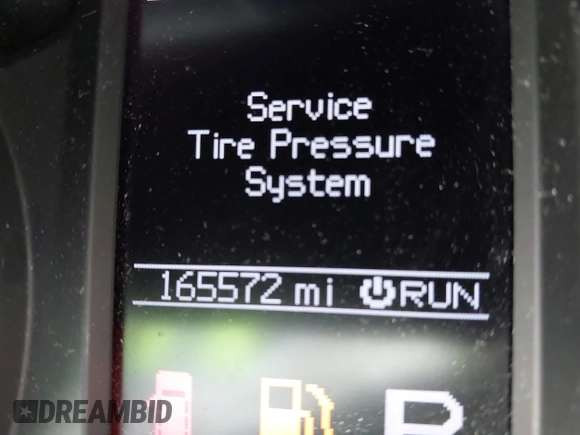 Service
Tire Pressure
System
165572 mi RUN
P
DREAMBID